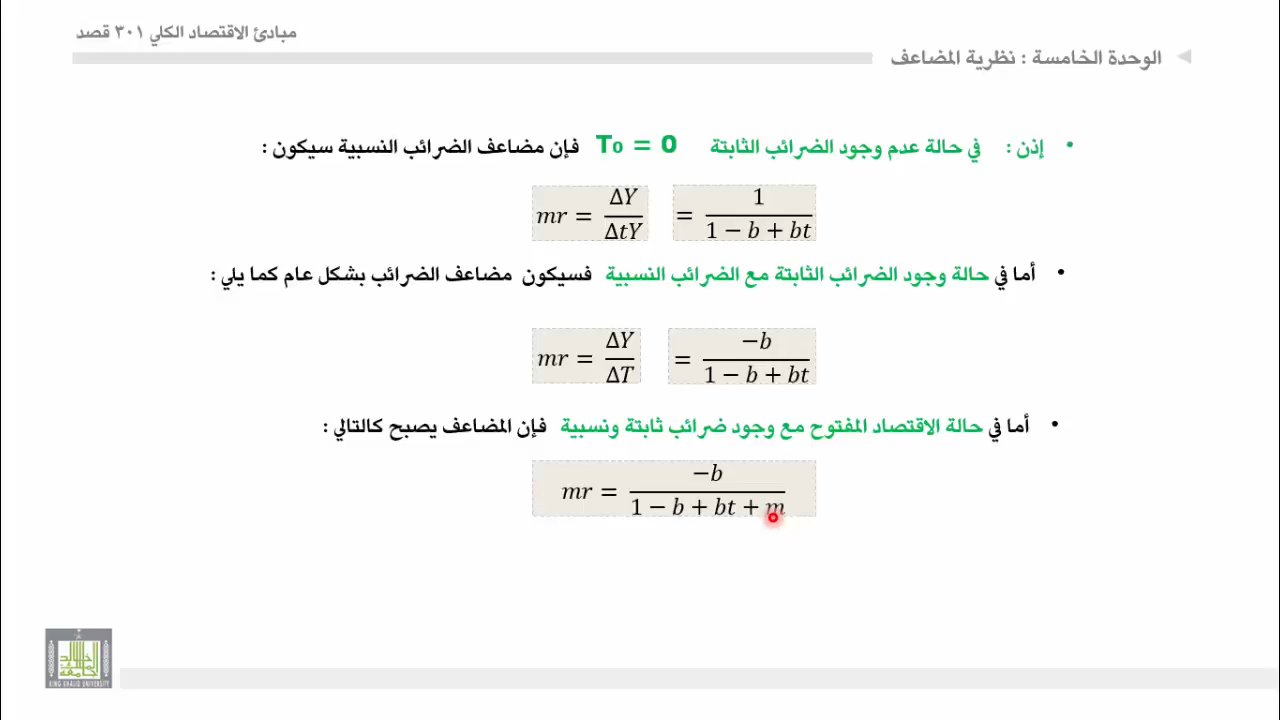 مبادئ الاقتصاد الكلي ٣٠١ قصد
الوحدة الخامسة : نظرية المضاعف
• إذن : في حالة عدم وجود الضرائب الثابتة T₀ = 0 فإن مضاعف الضرائب النسبية سيكون :
mr = ΔY/ΔtY = 1/(1 − b + bt)
• أما في حالة وجود الضرائب الثابتة مع الضرائب النسبية فسيكون مضاعف الضرائب بشكل عام كما يلي :
mr = ΔY/ΔT = −b/(1 − b + bt)
• أما في حالة الاقتصاد المفتوح مع وجود ضرائب ثابتة ونسبية فإن المضاعف يصبح كالتالي :
mr = −b/(1 − b + bt + m)
KING KHALID UNIVERSITY